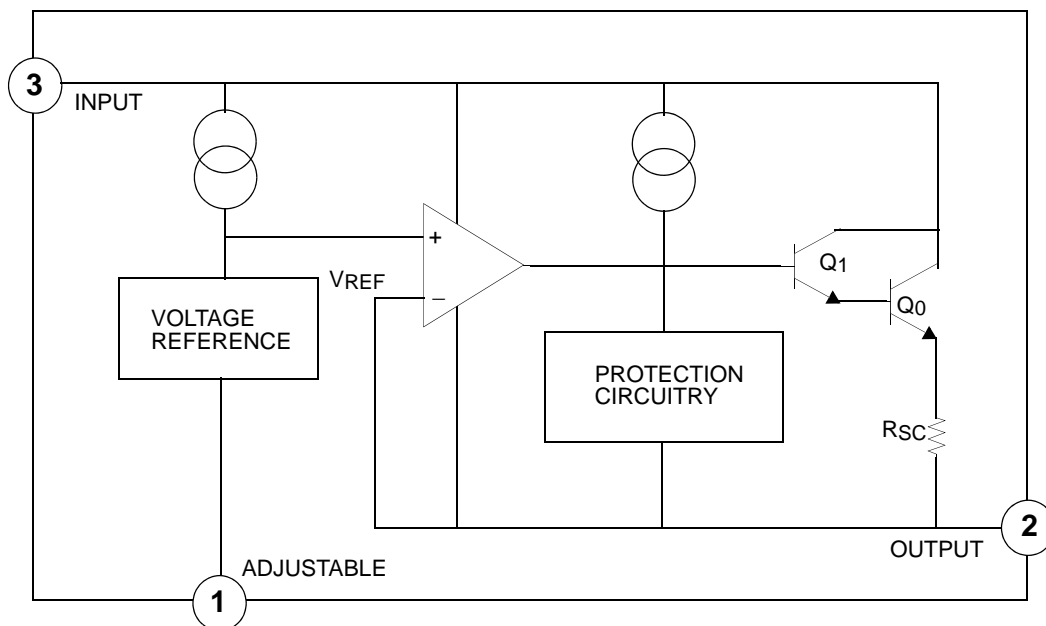 3
INPUT
+
VREF
−
VOLTAGE
REFERENCE
PROTECTION
CIRCUITRY
Q1
Q0
RSC
OUTPUT
2
ADJUSTABLE
1